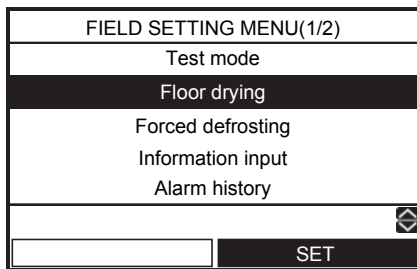 FIELD SETTING MENU(1/2)
Test mode
Floor drying
Forced defrosting
Information input
Alarm history
SET